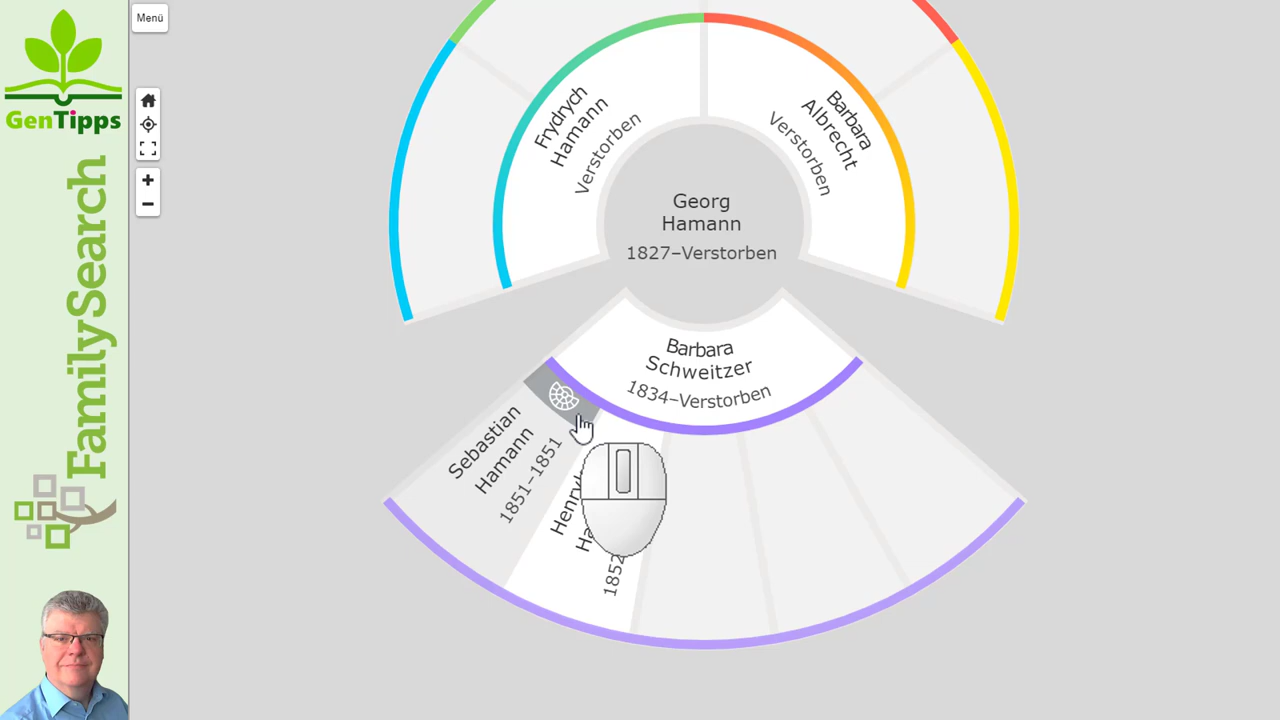 Menü
GenTipps
FamilySearch
Frydrych
Hamann
Verstorben
Barbara
Albrecht
Verstorben
Georg
Hamann
1827–Verstorben
Barbara
Schweitzer
1834–Verstorben
Sebastian
Hamann
1851–1851
1852